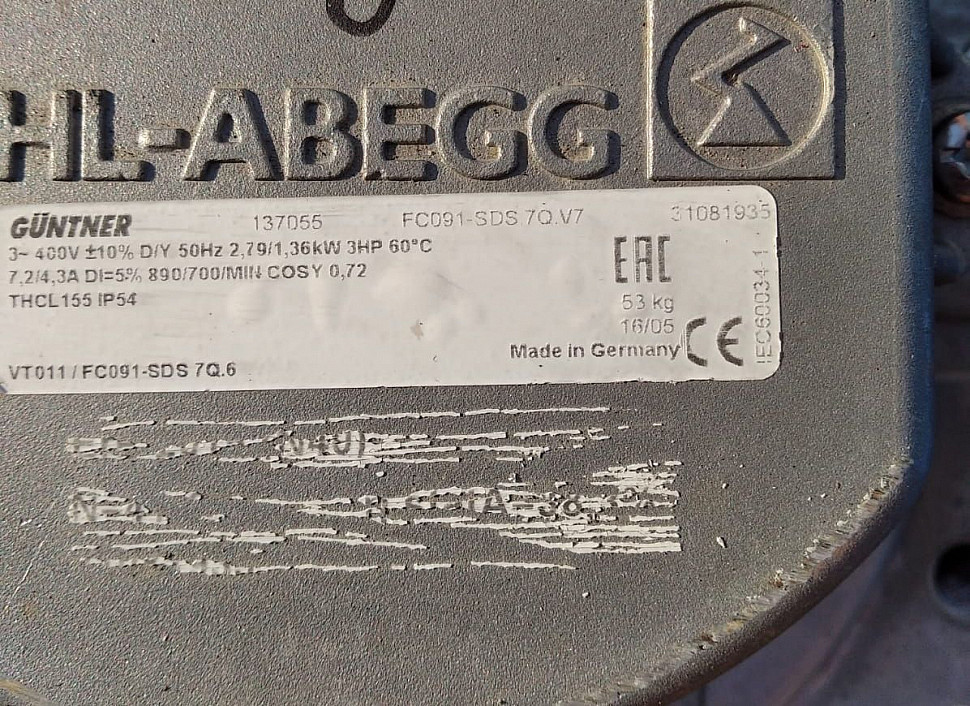 HL-ABEGG
GÜNTNER 137055 FC091-SDS 7Q.V7 31081935
3~ 400V ±10% D/Y 50Hz 2,79/1,36kW 3HP 60°C
7,2/4,3A DI=5% 890/700/MIN COSY 0,72
THCL155 IP54
EAC
53 kg
16/05
Made in Germany CE
IEC60034-1
VT011 / FC091-SDS 7Q.6